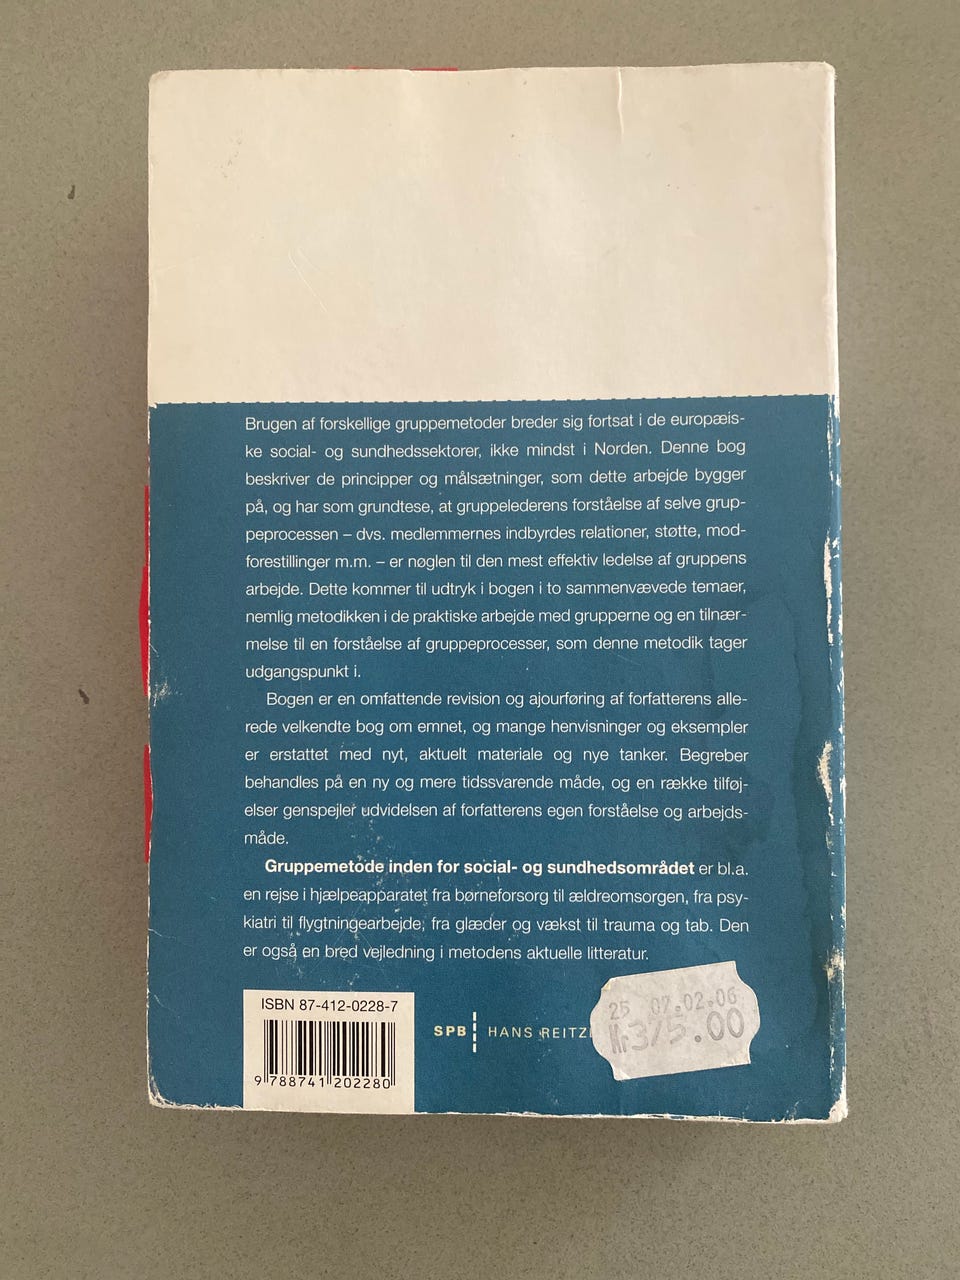 Brugen af forskellige gruppemetoder breder sig fortsat i de europæis-
ke social- og sundhedssektorer, ikke mindst i Norden. Denne bog
beskriver de principper og målsætninger, som dette arbejde bygger
på, og har som grundtese, at gruppelederens forståelse af selve grup-
peprocessen – dvs. medlemmernes indbyrdes relationer, støtte, mod-
forestillinger m.m. – er nøglen til den mest effektiv ledelse af gruppens
arbejde. Dette kommer til udtryk i bogen i to sammenvævede temaer,
nemlig metodikken i de praktiske arbejde med grupperne og en tilnær-
melse til en forståelse af gruppeprocesser, som denne metodik tager
udgangspunkt i.
Bogen er en omfattende revision og ajourføring af forfatterens alle-
rede velkendte bog om emnet, og mange henvisninger og eksempler
er erstattet med nyt, aktuelt materiale og nye tanker. Begreber
behandles på en ny og mere tidssvarende måde, og en række tilføj-
elser genspejler udvidelsen af forfatterens egen forståelse og arbejds-
måde.
Gruppemetode inden for social- og sundhedsområdet er bl.a.
en rejse i hjælpeapparatet fra børneforsorg til ældreomsorgen, fra psy-
kiatri til flygtningearbejde, fra glæder og vækst til trauma og tab. Den
er også en bred vejledning i metodens aktuelle litteratur.
ISBN 87-412-0228-7
9 788741 202280
SPB HANS REITZ
25 07.02.06
Kr375.00